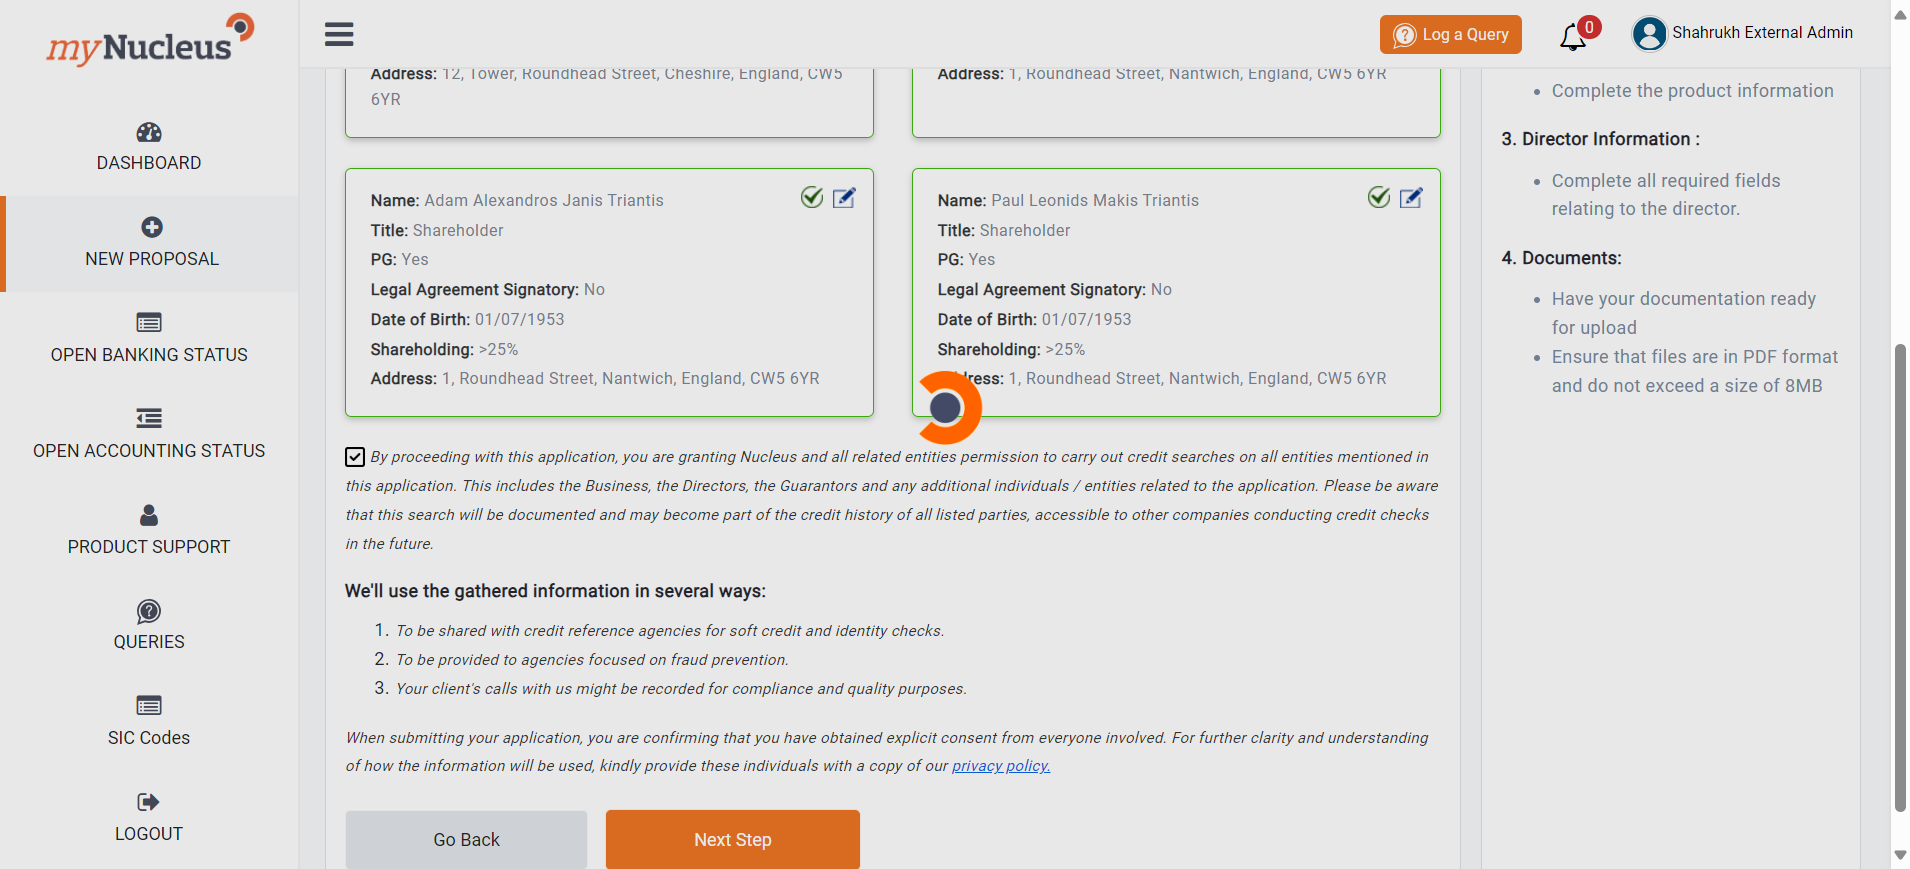 myNucleus
Log a Query
0
Shahrukh External Admin
DASHBOARD
NEW PROPOSAL
OPEN BANKING STATUS
OPEN ACCOUNTING STATUS
PRODUCT SUPPORT
QUERIES
SIC Codes
LOGOUT
Address: 12, Tower, Roundhead Street, Cheshire, England, CW5
6YR
Address: 1, Roundhead Street, Nantwich, England, CW5 6YR
Name: Adam Alexandros Janis Triantis
Title: Shareholder
PG: Yes
Legal Agreement Signatory: No
Date of Birth: 01/07/1953
Shareholding: >25%
Address: 1, Roundhead Street, Nantwich, England, CW5 6YR
Name: Paul Leonids Makis Triantis
Title: Shareholder
PG: Yes
Legal Agreement Signatory: No
Date of Birth: 01/07/1953
Shareholding: >25%
ress: 1, Roundhead Street, Nantwich, England, CW5 6YR
By proceeding with this application, you are granting Nucleus and all related entities permission to carry out credit searches on all entities mentioned in
this application. This includes the Business, the Directors, the Guarantors and any additional individuals / entities related to the application. Please be aware
that this search will be documented and may become part of the credit history of all listed parties, accessible to other companies conducting credit checks
in the future.
We'll use the gathered information in several ways:
1. To be shared with credit reference agencies for soft credit and identity checks.
2. To be provided to agencies focused on fraud prevention.
3. Your client's calls with us might be recorded for compliance and quality purposes.
When submitting your application, you are confirming that you have obtained explicit consent from everyone involved. For further clarity and understanding
of how the information will be used, kindly provide these individuals with a copy of our privacy policy.
Go Back
Next Step
• Complete the product information
3. Director Information :
• Complete all required fields
relating to the director.
4. Documents:
• Have your documentation ready
for upload
• Ensure that files are in PDF format
and do not exceed a size of 8MB